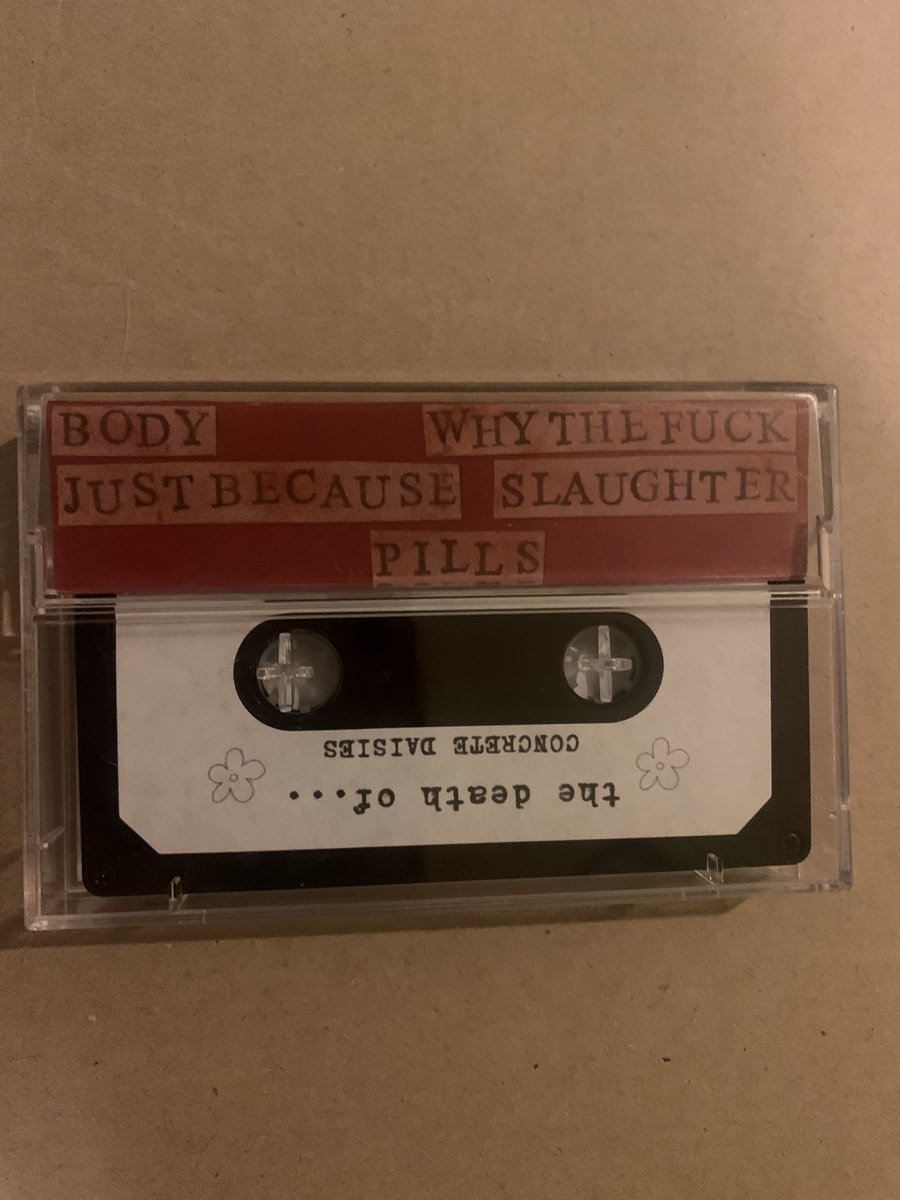 BODY WHY THE FUCK
JUST BECAUSE SLAUGHTER
PILLS
the death of...
CONCRETE DAISIES